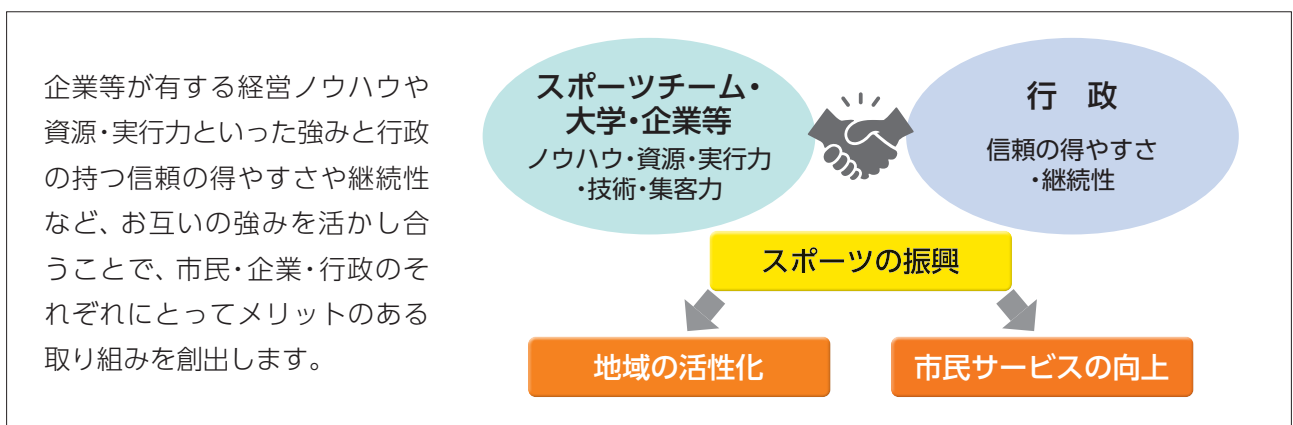 企業等が有する経営ノウハウや
資源・実行力といった強みと行政
の持つ信頼の得やすさや継続性
など、お互いの強みを活かし合
うことで、市民・企業・行政のそ
れぞれにとってメリットのある
取り組みを創出します。
スポーツチーム・
大学・企業等
ノウハウ・資源・実行力
・技術・集客力
行　政
信頼の得やすさ
・継続性
スポーツの振興
地域の活性化
市民サービスの向上